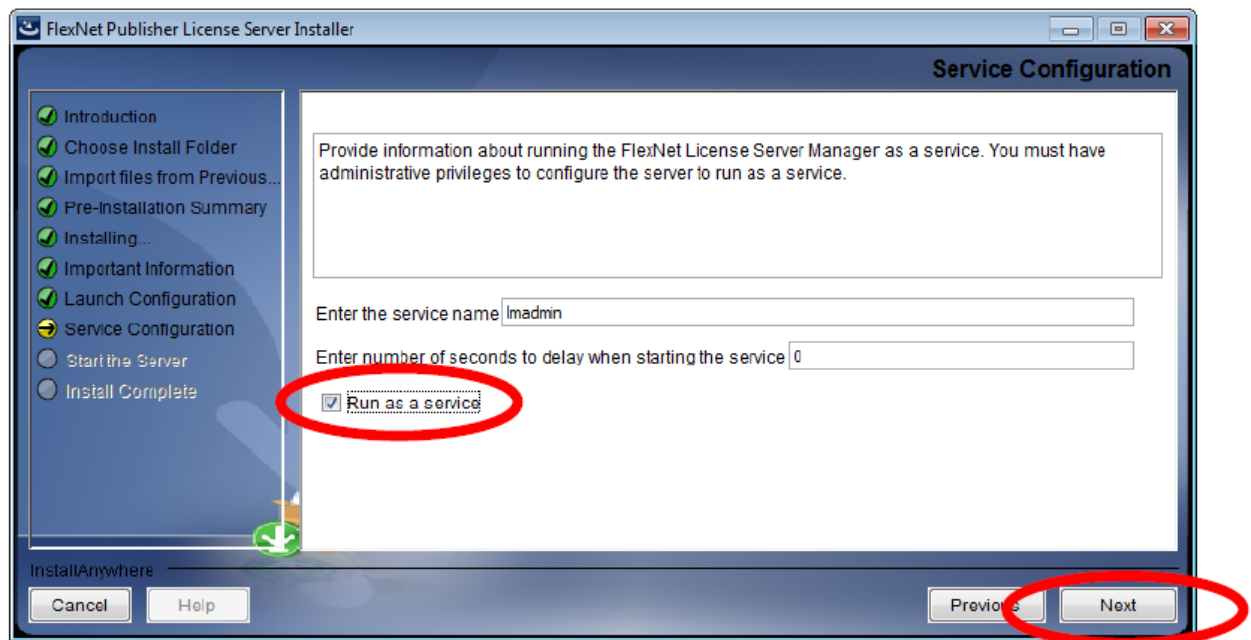 FlexNet Publisher License Server Installer
Service Configuration
Introduction
Choose Install Folder
Import files from Previous...
Pre-Installation Summary
Installing...
Important Information
Launch Configuration
Service Configuration
Start the Server
Install Complete
Provide information about running the FlexNet License Server Manager as a service. You must have
administrative privileges to configure the server to run as a service.
Enter the service name lmadmin
Enter number of seconds to delay when starting the service 0
Run as a service
InstallAnywhere
Cancel Help Previous Next